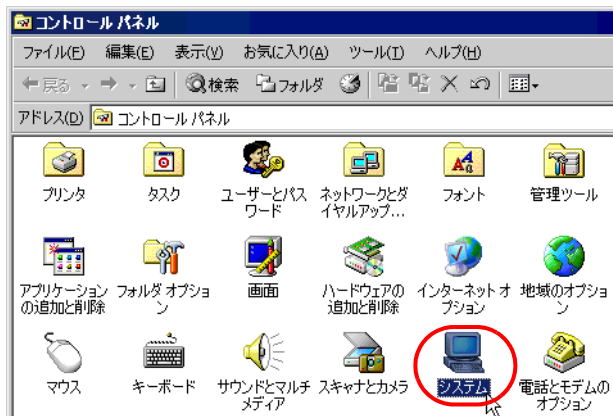 コントロール パネル
ファイル(F) 編集(E) 表示(V) お気に入り(A) ツール(T) ヘルプ(H)
戻る 検索 フォルダ
アドレス(D) コントロール パネル
プリンタ
タスク
ユーザーとパス
ワード
ネットワークとダ
イヤルアップ...
フォント
管理ツール
アプリケーション
の追加と削除
フォルダ オプショ
ン
画面
ハードウェアの
追加と削除
インターネット オ
プション
地域のオプショ
ン
マウス
キーボード
サウンドとマルチ
メディア
スキャナとカメラ
システム
電話とモデムの
オプション